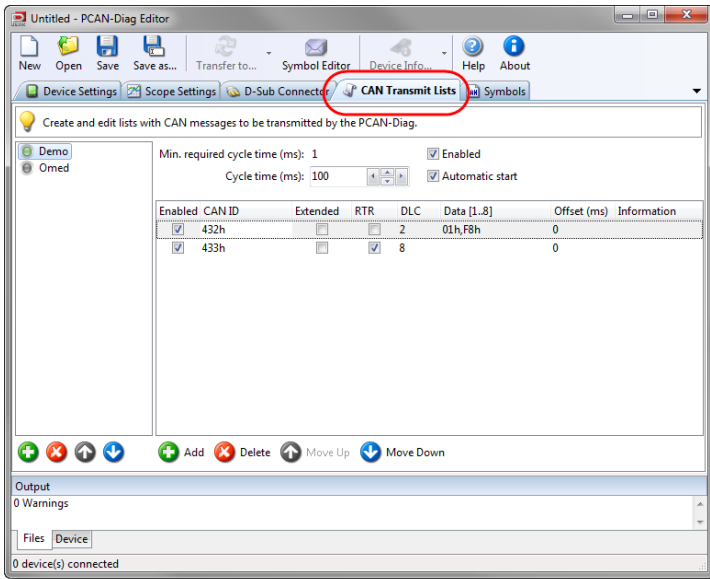 Untitled - PCAN-Diag Editor
New Open Save Save as... Transfer to... Symbol Editor Device Info... Help About
Device Settings Scope Settings D-Sub Connector CAN Transmit Lists Symbols
Create and edit lists with CAN messages to be transmitted by the PCAN-Diag.
Demo
Omed
Min. required cycle time (ms): 1 Enabled
Cycle time (ms): 100 Automatic start
Enabled CAN ID Extended RTR DLC Data [1..8] Offset (ms) Information
432h 2 01h,F8h 0
433h 8 0
Add Delete Move Up Move Down
Output
0 Warnings
Files Device
0 device(s) connected